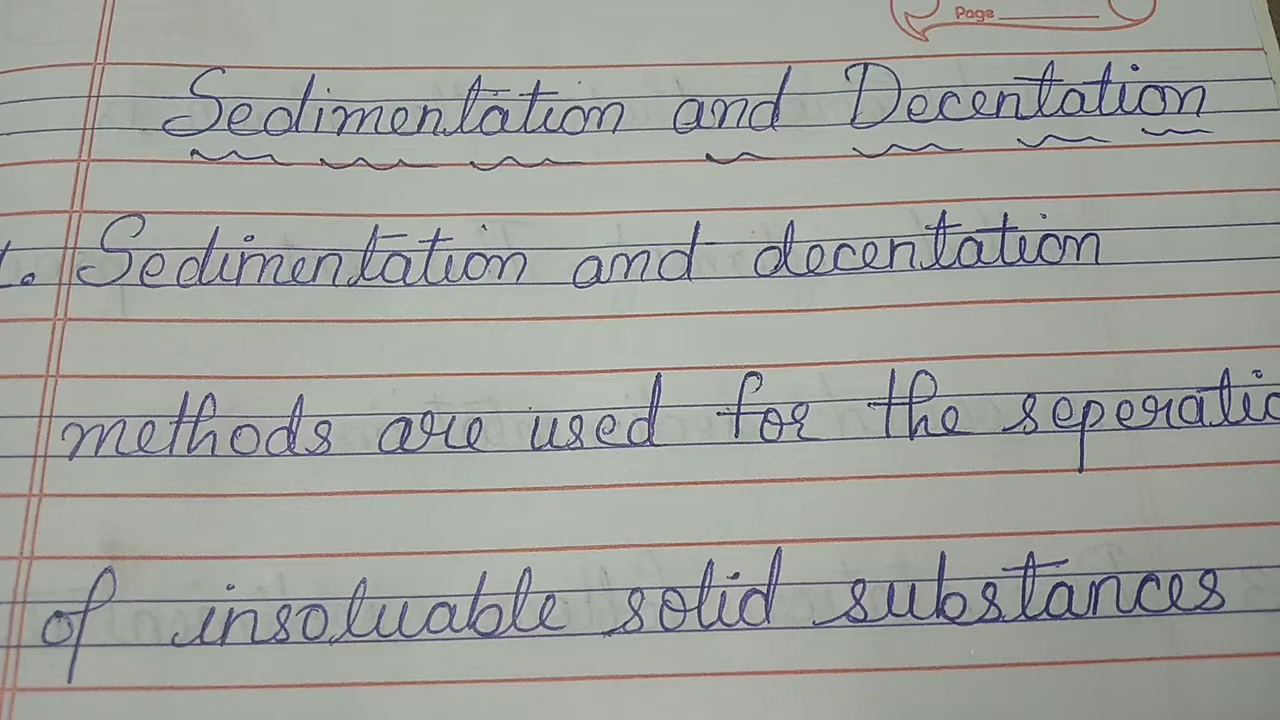 Page
Sedimentation and Decentation
1. Sedimentation and decentation
methods are used for the seperatio
of insoluable solid substances